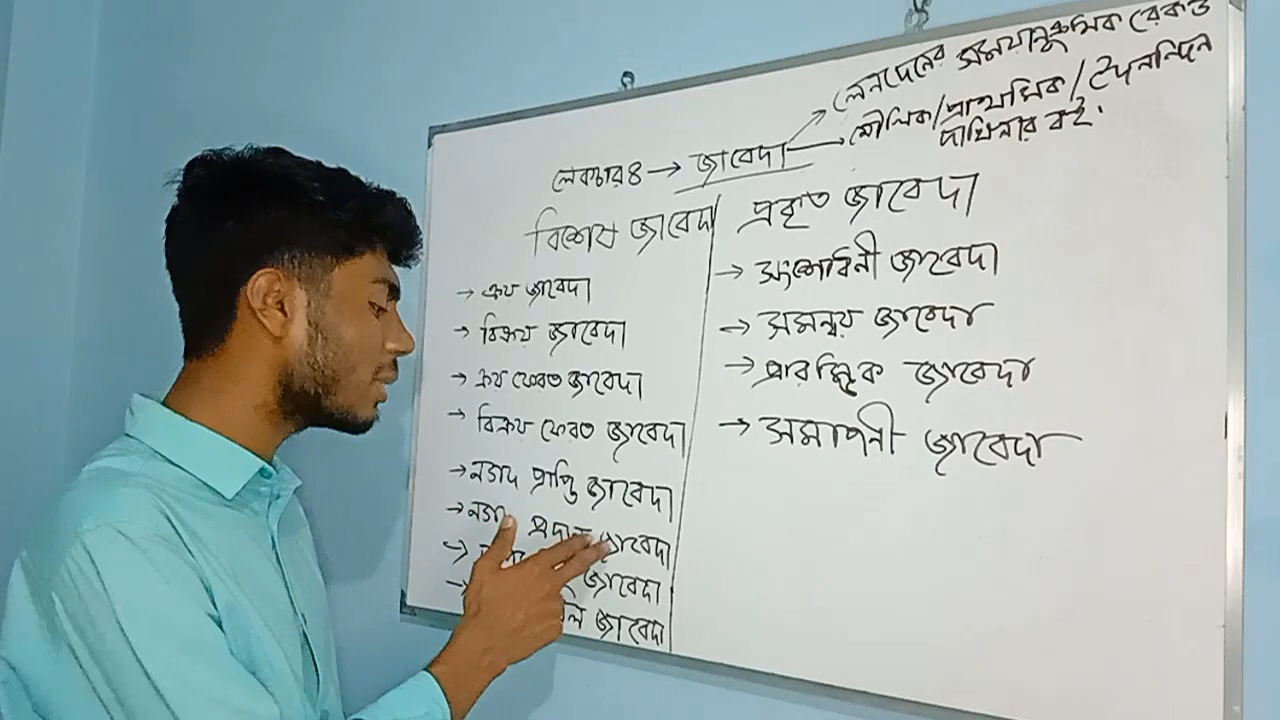 লেনদেনের সময়ানুক্রমিক রেকর্ড
মৌলিক/প্রাথমিক/দৈনন্দিন
দাখিলার বই.
লেকচার ৪ → জাবেদা
বিশেষ জাবেদা
→ ক্রয় জাবেদা
→ বিক্রয় জাবেদা
→ ক্রয় ফেরত জাবেদা
→ বিক্রয় ফেরত জাবেদা
→ নগদ প্রাপ্তি জাবেদা
→ নগদ প্রদান জাবেদা
জাবেদা
জাবেদা
প্রকৃত জাবেদা
→ সংশোধনী জাবেদা
→ সমন্বয় জাবেদা
→ প্রারম্ভিক জাবেদা
→ সমাপনী জাবেদা